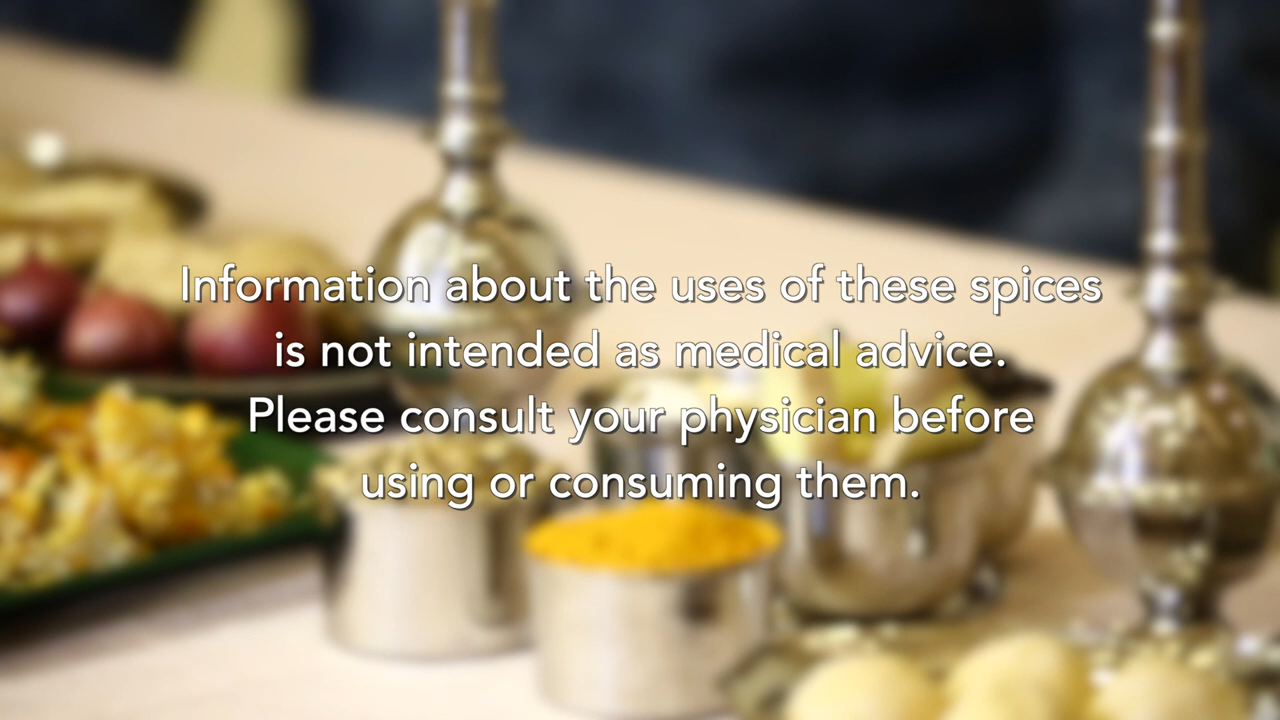 Information about the uses of these spices
is not intended as medical advice.
Please consult your physician before
using or consuming them.